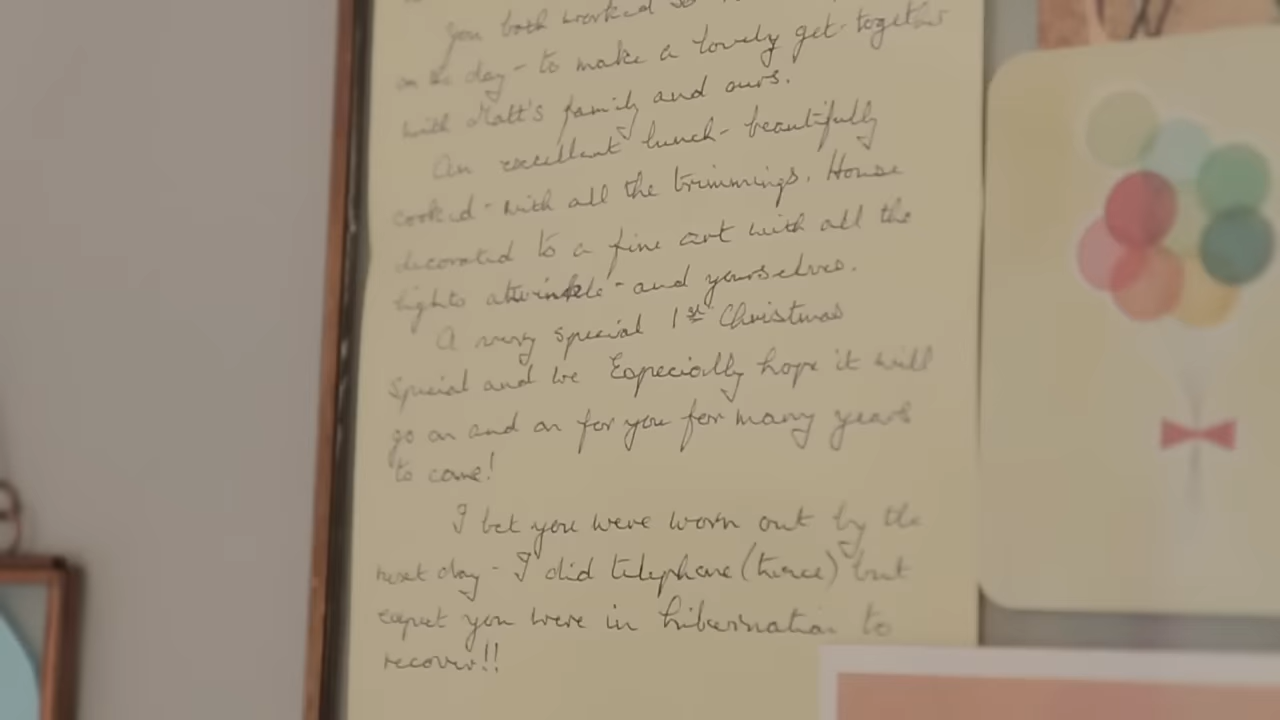 You both worked so
on the day - to make a lovely get-together
with Matt's family and ours.
An excellent lunch - beautifully
cooked - with all the trimmings. House
decorated to a fine art with all the
lights atwinkle - and yourselves.
A very special 1st Christmas
Special and we Especially hope it will
go on and on for you for many years
to come!
I bet you were worn out by the
next day - I did telephone (twice) but
expect you were in hibernation to
recover!!